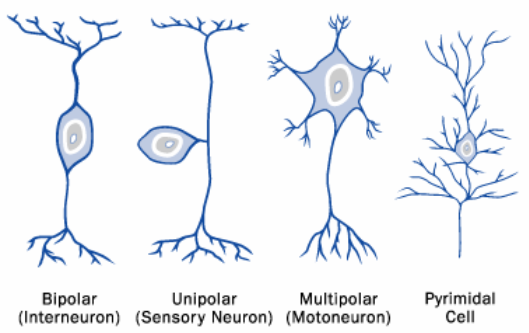 Bipolar
(Interneuron)
Unipolar
(Sensory Neuron)
Multipolar
(Motoneuron)
Pyrimidal
Cell